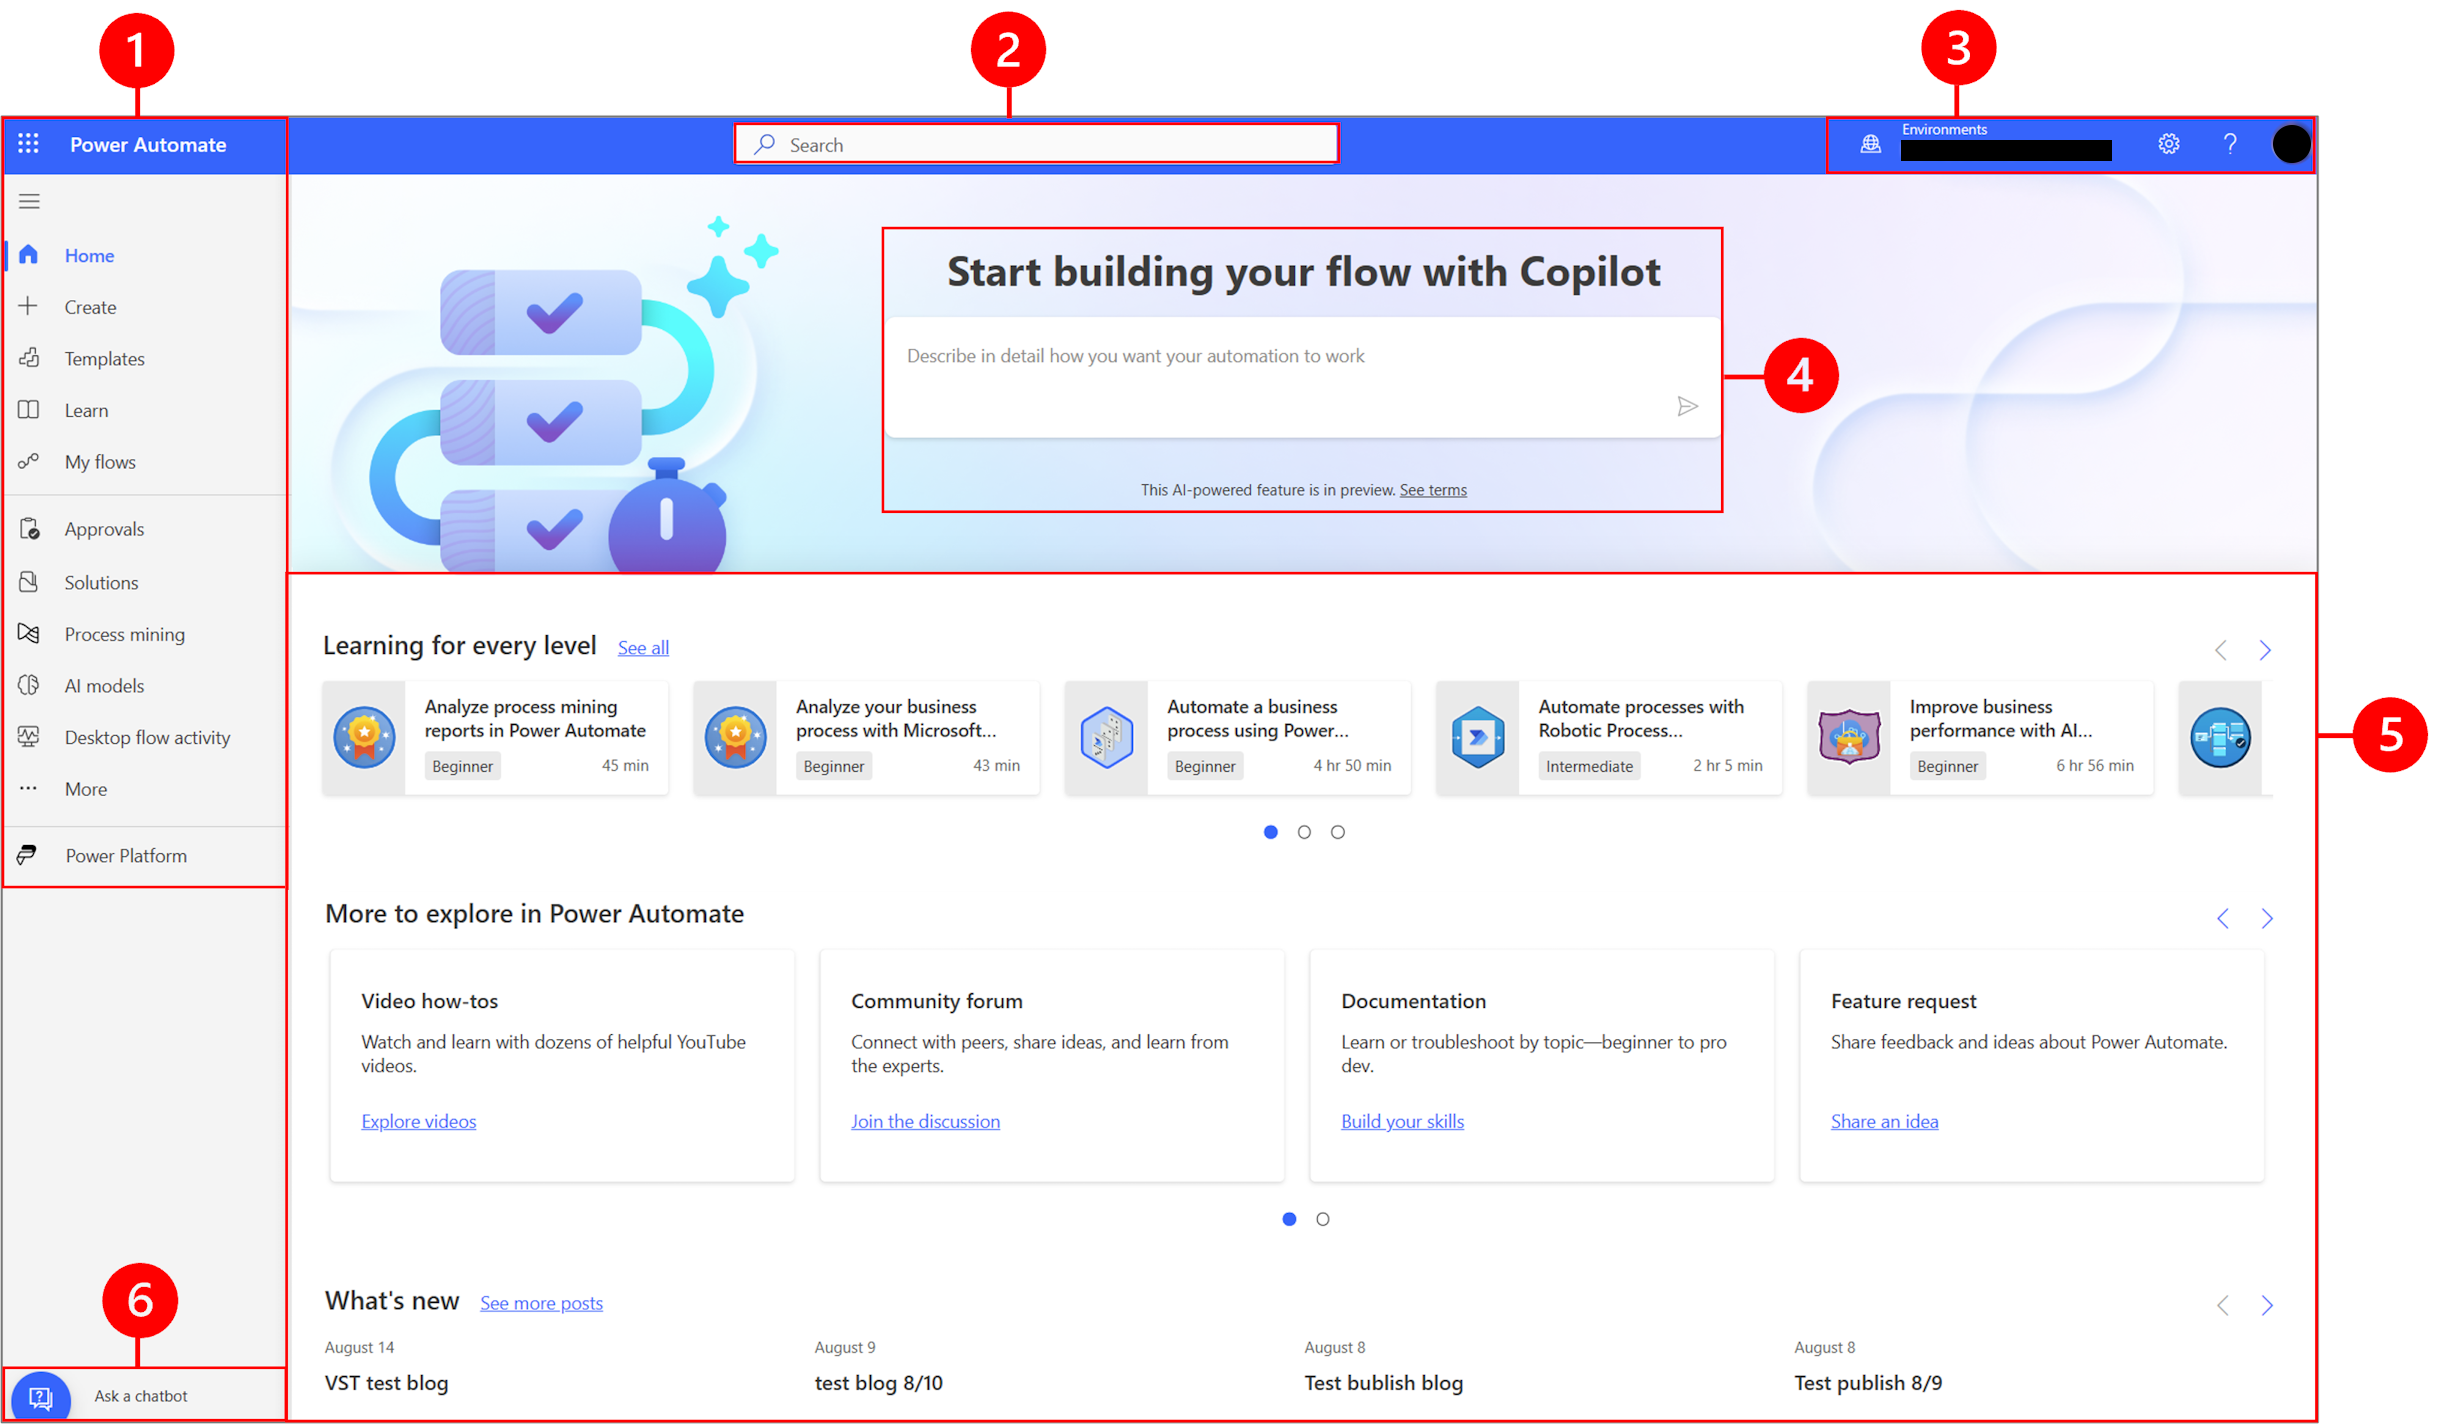 1
2
3
Power Automate
Search
Environments
Home
Create
Templates
Learn
My flows
Approvals
Solutions
Process mining
AI models
Desktop flow activity
More
Power Platform
Start building your flow with Copilot
Describe in detail how you want your automation to work
4
This AI-powered feature is in preview. See terms
Learning for every level See all
Analyze process mining
reports in Power Automate
Beginner 45 min
Analyze your business
process with Microsoft...
Beginner 43 min
Automate a business
process using Power...
Beginner 4 hr 50 min
Automate processes with
Robotic Process...
Intermediate 2 hr 5 min
Improve business
performance with AI...
Beginner 6 hr 56 min
5
More to explore in Power Automate
Video how-tos
Watch and learn with dozens of helpful YouTube
videos.
Explore videos
Community forum
Connect with peers, share ideas, and learn from
the experts.
Join the discussion
Documentation
Learn or troubleshoot by topic—beginner to pro
dev.
Build your skills
Feature request
Share feedback and ideas about Power Automate.
Share an idea
What's new See more posts
August 14
VST test blog
August 9
test blog 8/10
August 8
Test bublish blog
August 8
Test publish 8/9
6
Ask a chatbot